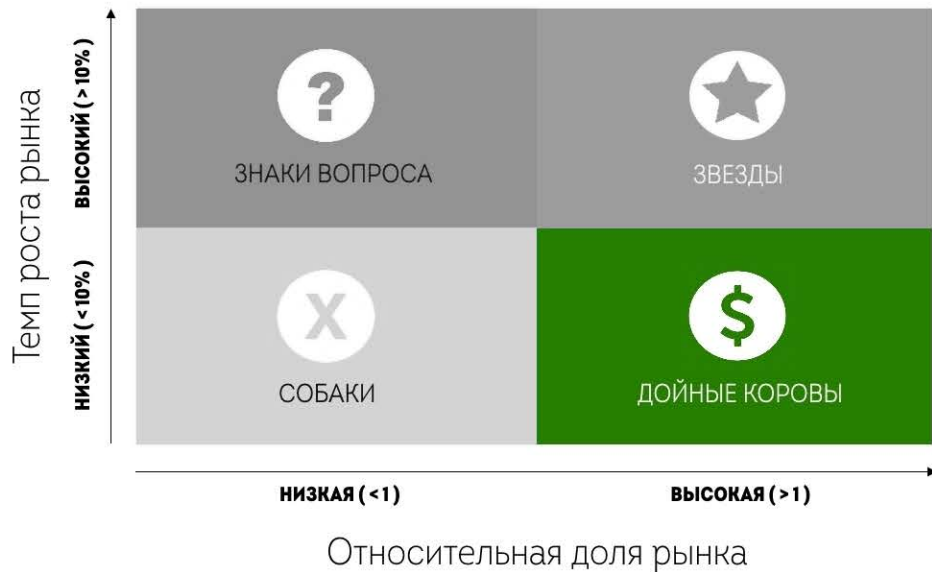 Темп роста рынка
ВЫСОКИЙ ( >10% )
НИЗКИЙ ( <10% )
?
ЗНАКИ ВОПРОСА
ЗВЕЗДЫ
X
СОБАКИ
$
ДОЙНЫЕ КОРОВЫ
НИЗКАЯ ( <1 )
ВЫСОКАЯ ( >1 )
Относительная доля рынка